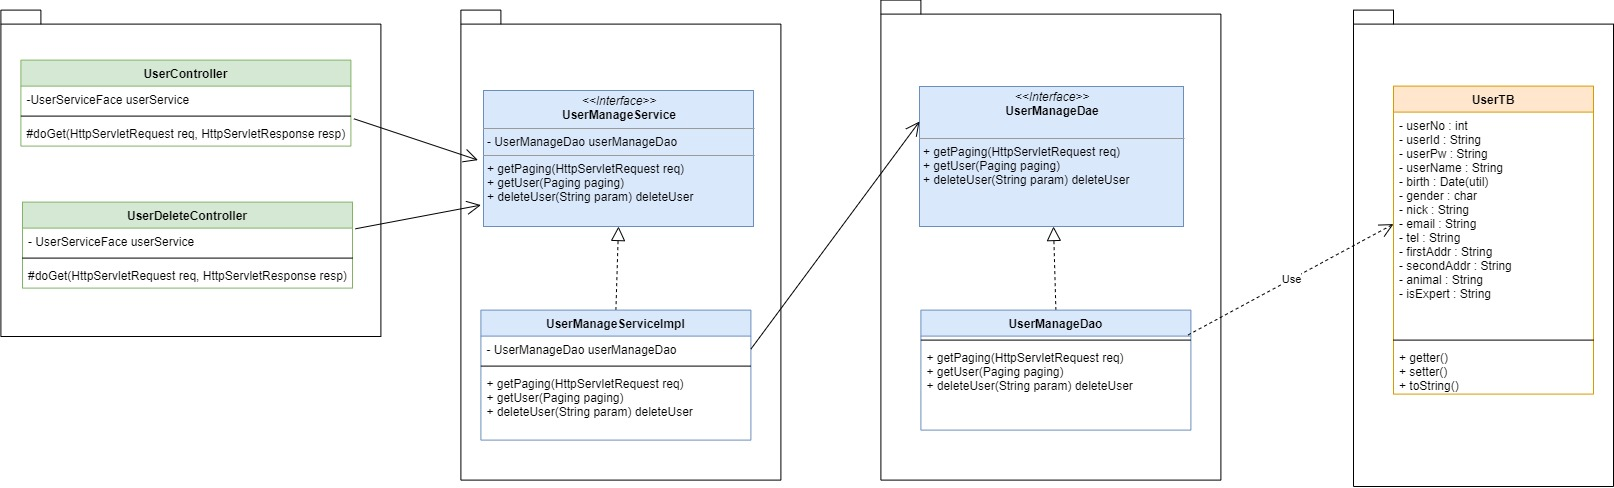 UserController
-UserServiceFace userService
#doGet(HttpServletRequest req, HttpServletResponse resp)
UserDeleteController
- UserServiceFace userService
#doGet(HttpServletRequest req, HttpServletResponse resp)
<<Interface>>
UserManageService
- UserManageDao userManageDao
+ getPaging(HttpServletRequest req)
+ getUser(Paging paging)
+ deleteUser(String param) deleteUser
UserManageServiceImpl
- UserManageDao userManageDao
+ getPaging(HttpServletRequest req)
+ getUser(Paging paging)
+ deleteUser(String param) deleteUser
<<Interface>>
UserManageDae
+ getPaging(HttpServletRequest req)
+ getUser(Paging paging)
+ deleteUser(String param) deleteUser
UserManageDao
+ getPaging(HttpServletRequest req)
+ getUser(Paging paging)
+ deleteUser(String param) deleteUser
Use
UserTB
- userNo : int
- userId : String
- userPw : String
- userName : String
- birth : Date(util)
- gender : char
- nick : String
- email : String
- tel : String
- firstAddr : String
- secondAddr : String
- animal : String
- isExpert : String
+ getter()
+ setter()
+ toString()